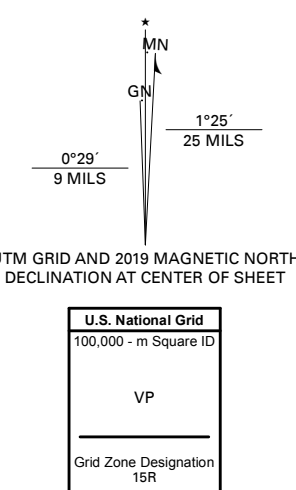 ★
MN
GN
1°25´
25 MILS
0°29´
9 MILS
UTM GRID AND 2019 MAGNETIC NORTH
DECLINATION AT CENTER OF SHEET
U.S. National Grid
100,000 - m Square ID
VP
Grid Zone Designation
15R